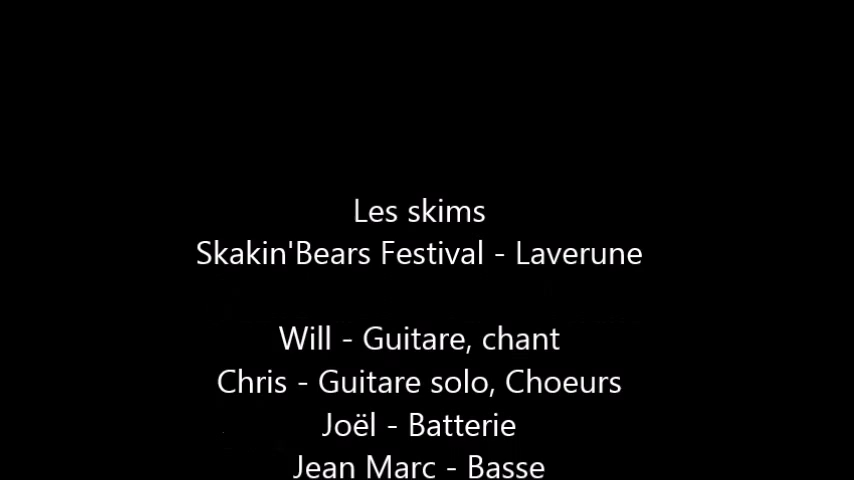 Les skims
Skakin'Bears Festival - Laverune
Will - Guitare, chant
Chris - Guitare solo, Choeurs
Joël - Batterie
Jean Marc - Basse